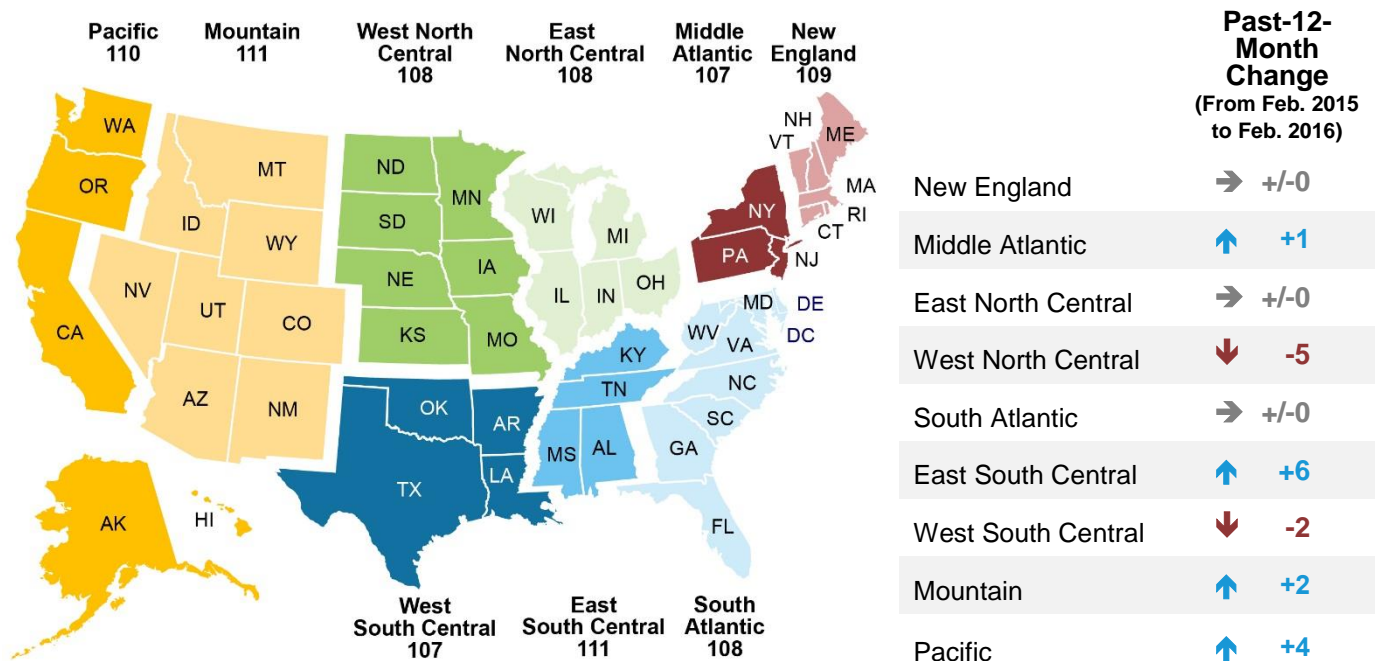 Pacific
110
Mountain
111
West North
Central
108
East
North Central
108
Middle
Atlantic
107
New
England
109
WA
OR
CA
AK
HI
MT
ID
WY
NV
UT
CO
AZ
NM
ND
SD
NE
KS
MN
IA
MO
WI
MI
IL
IN
OH
NY
PA
NJ
NH
VT
ME
MA
RI
CT
MD
DE
DC
WV
VA
NC
SC
GA
FL
KY
TN
MS
AL
OK
AR
TX
LA
West
South Central
107
East
South Central
111
South
Atlantic
108
Past-12-
Month
Change
(From Feb. 2015
to Feb. 2016)
New England +/-0
Middle Atlantic +1
East North Central +/-0
West North Central -5
South Atlantic +/-0
East South Central +6
West South Central -2
Mountain +2
Pacific +4